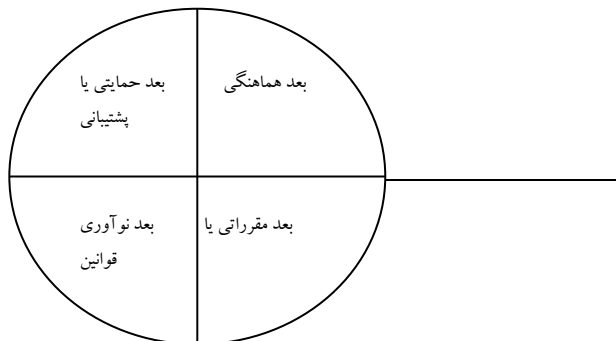 بعد هماهنگی
بعد حمایتی یا
پشتیبانی
بعد مقرراتی یا
بعد نوآوری
قوانین